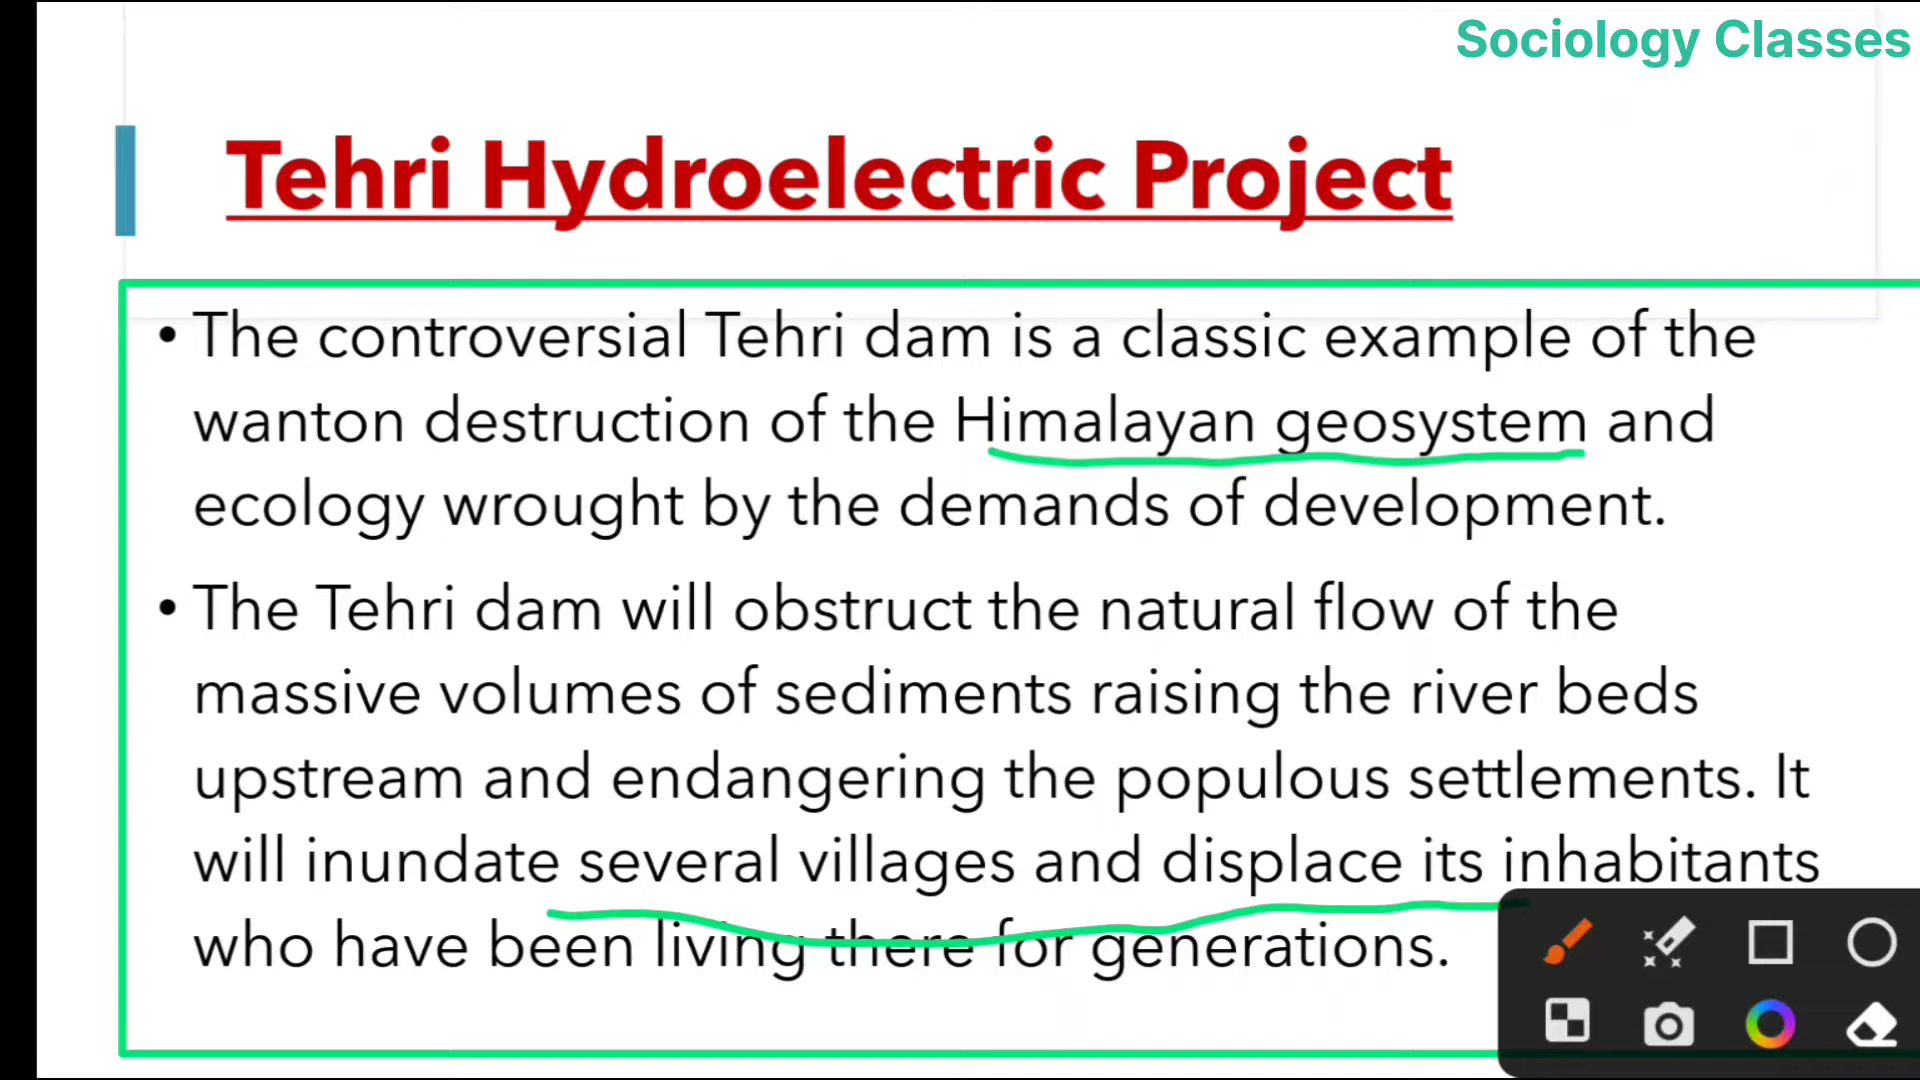 Sociology Classes
Tehri Hydroelectric Project
• The controversial Tehri dam is a classic example of the
wanton destruction of the Himalayan geosystem and
ecology wrought by the demands of development.
• The Tehri dam will obstruct the natural flow of the
massive volumes of sediments raising the river beds
upstream and endangering the populous settlements. It
will inundate several villages and displace its inhabitants
who have been living there for generations.